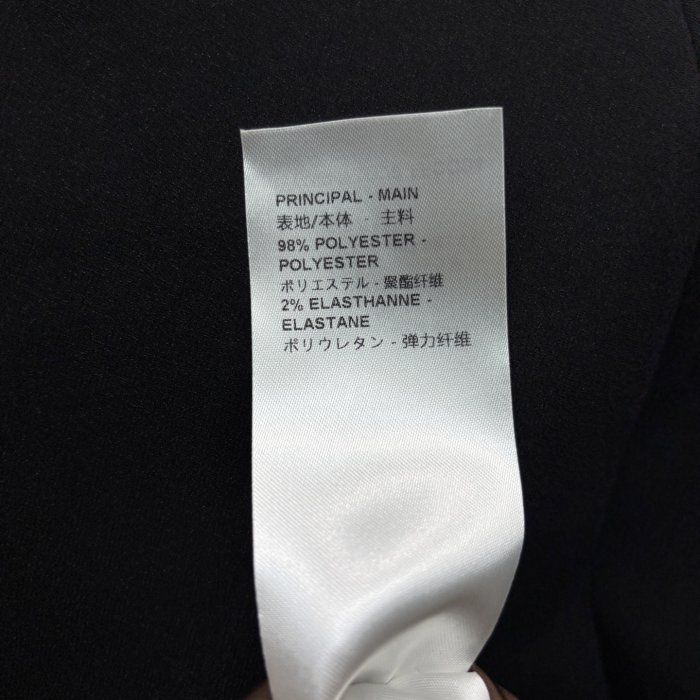 PRINCIPAL - MAIN
表地/本体 - 主料
98% POLYESTER -
POLYESTER
ポリエステル - 聚酯纤维
2% ELASTHANNE -
ELASTANE
ポリウレタン - 弹力纤维